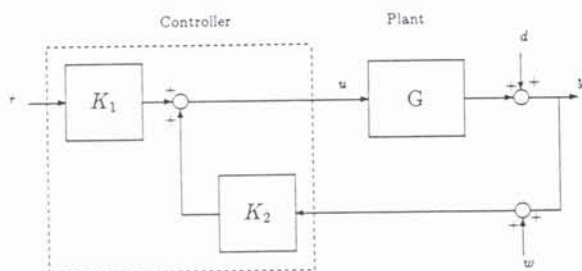 Controller
Plant
d
r
K₁
+
+
u
G
+
+
y
K₂
+
+
w